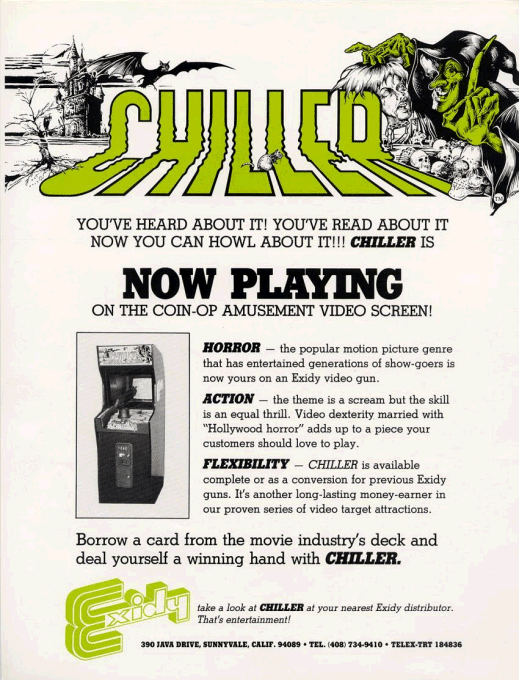 CHILLER
TM
YOU'VE HEARD ABOUT IT! YOU'VE READ ABOUT IT
NOW YOU CAN HOWL ABOUT IT!!! CHILLER IS
NOW PLAYING
ON THE COIN-OP AMUSEMENT VIDEO SCREEN!
CHILLER
HORROR — the popular motion picture genre
that has entertained generations of show-goers is
now yours on an Exidy video gun.
ACTION — the theme is a scream but the skill
is an equal thrill. Video dexterity married with
"Hollywood horror" adds up to a piece your
customers should love to play.
FLEXIBILITY — CHILLER is available
complete or as a conversion for previous Exidy
guns. It's another long-lasting money-earner in
our proven series of video target attractions.
Borrow a card from the movie industry's deck and
deal yourself a winning hand with CHILLER.
Exidy
take a look at CHILLER at your nearest Exidy distributor.
That's entertainment!
390 JAVA DRIVE, SUNNYVALE, CALIF. 94089 • TEL. (408) 734-9410 • TELEX-TRT 184836